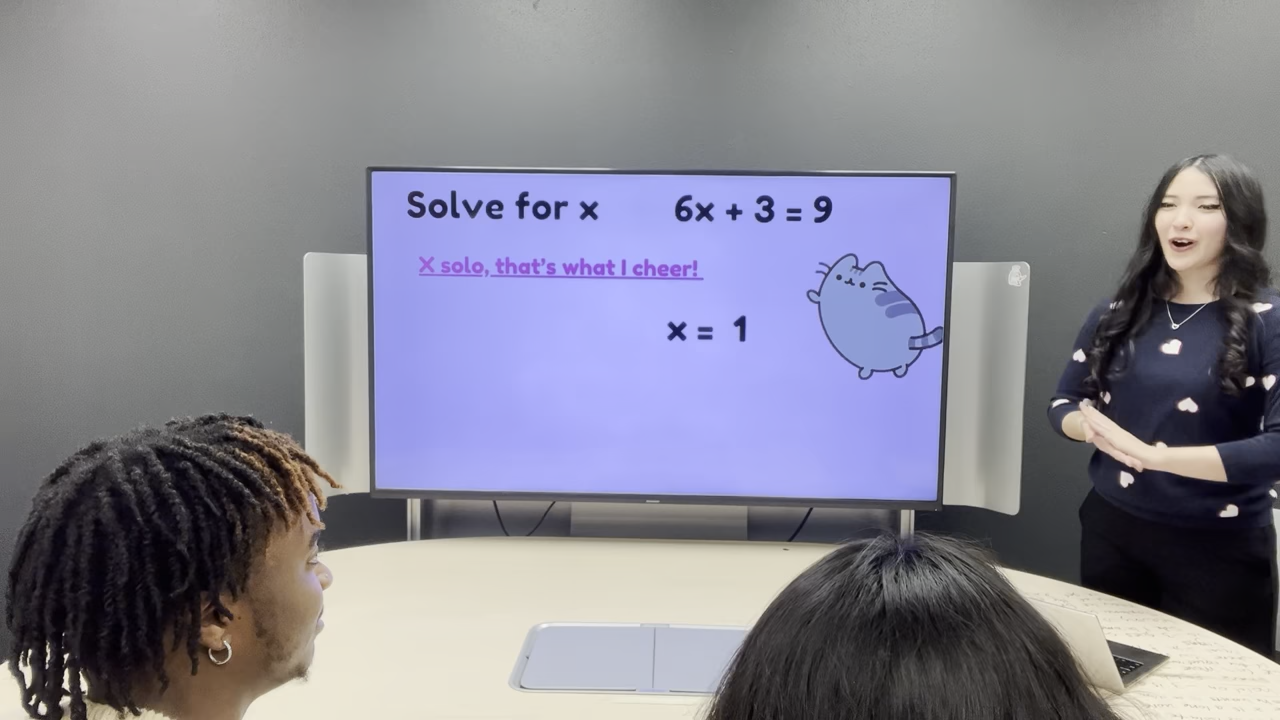 Solve for x 6x + 3 = 9
X solo, that's what I cheer!
x = 1